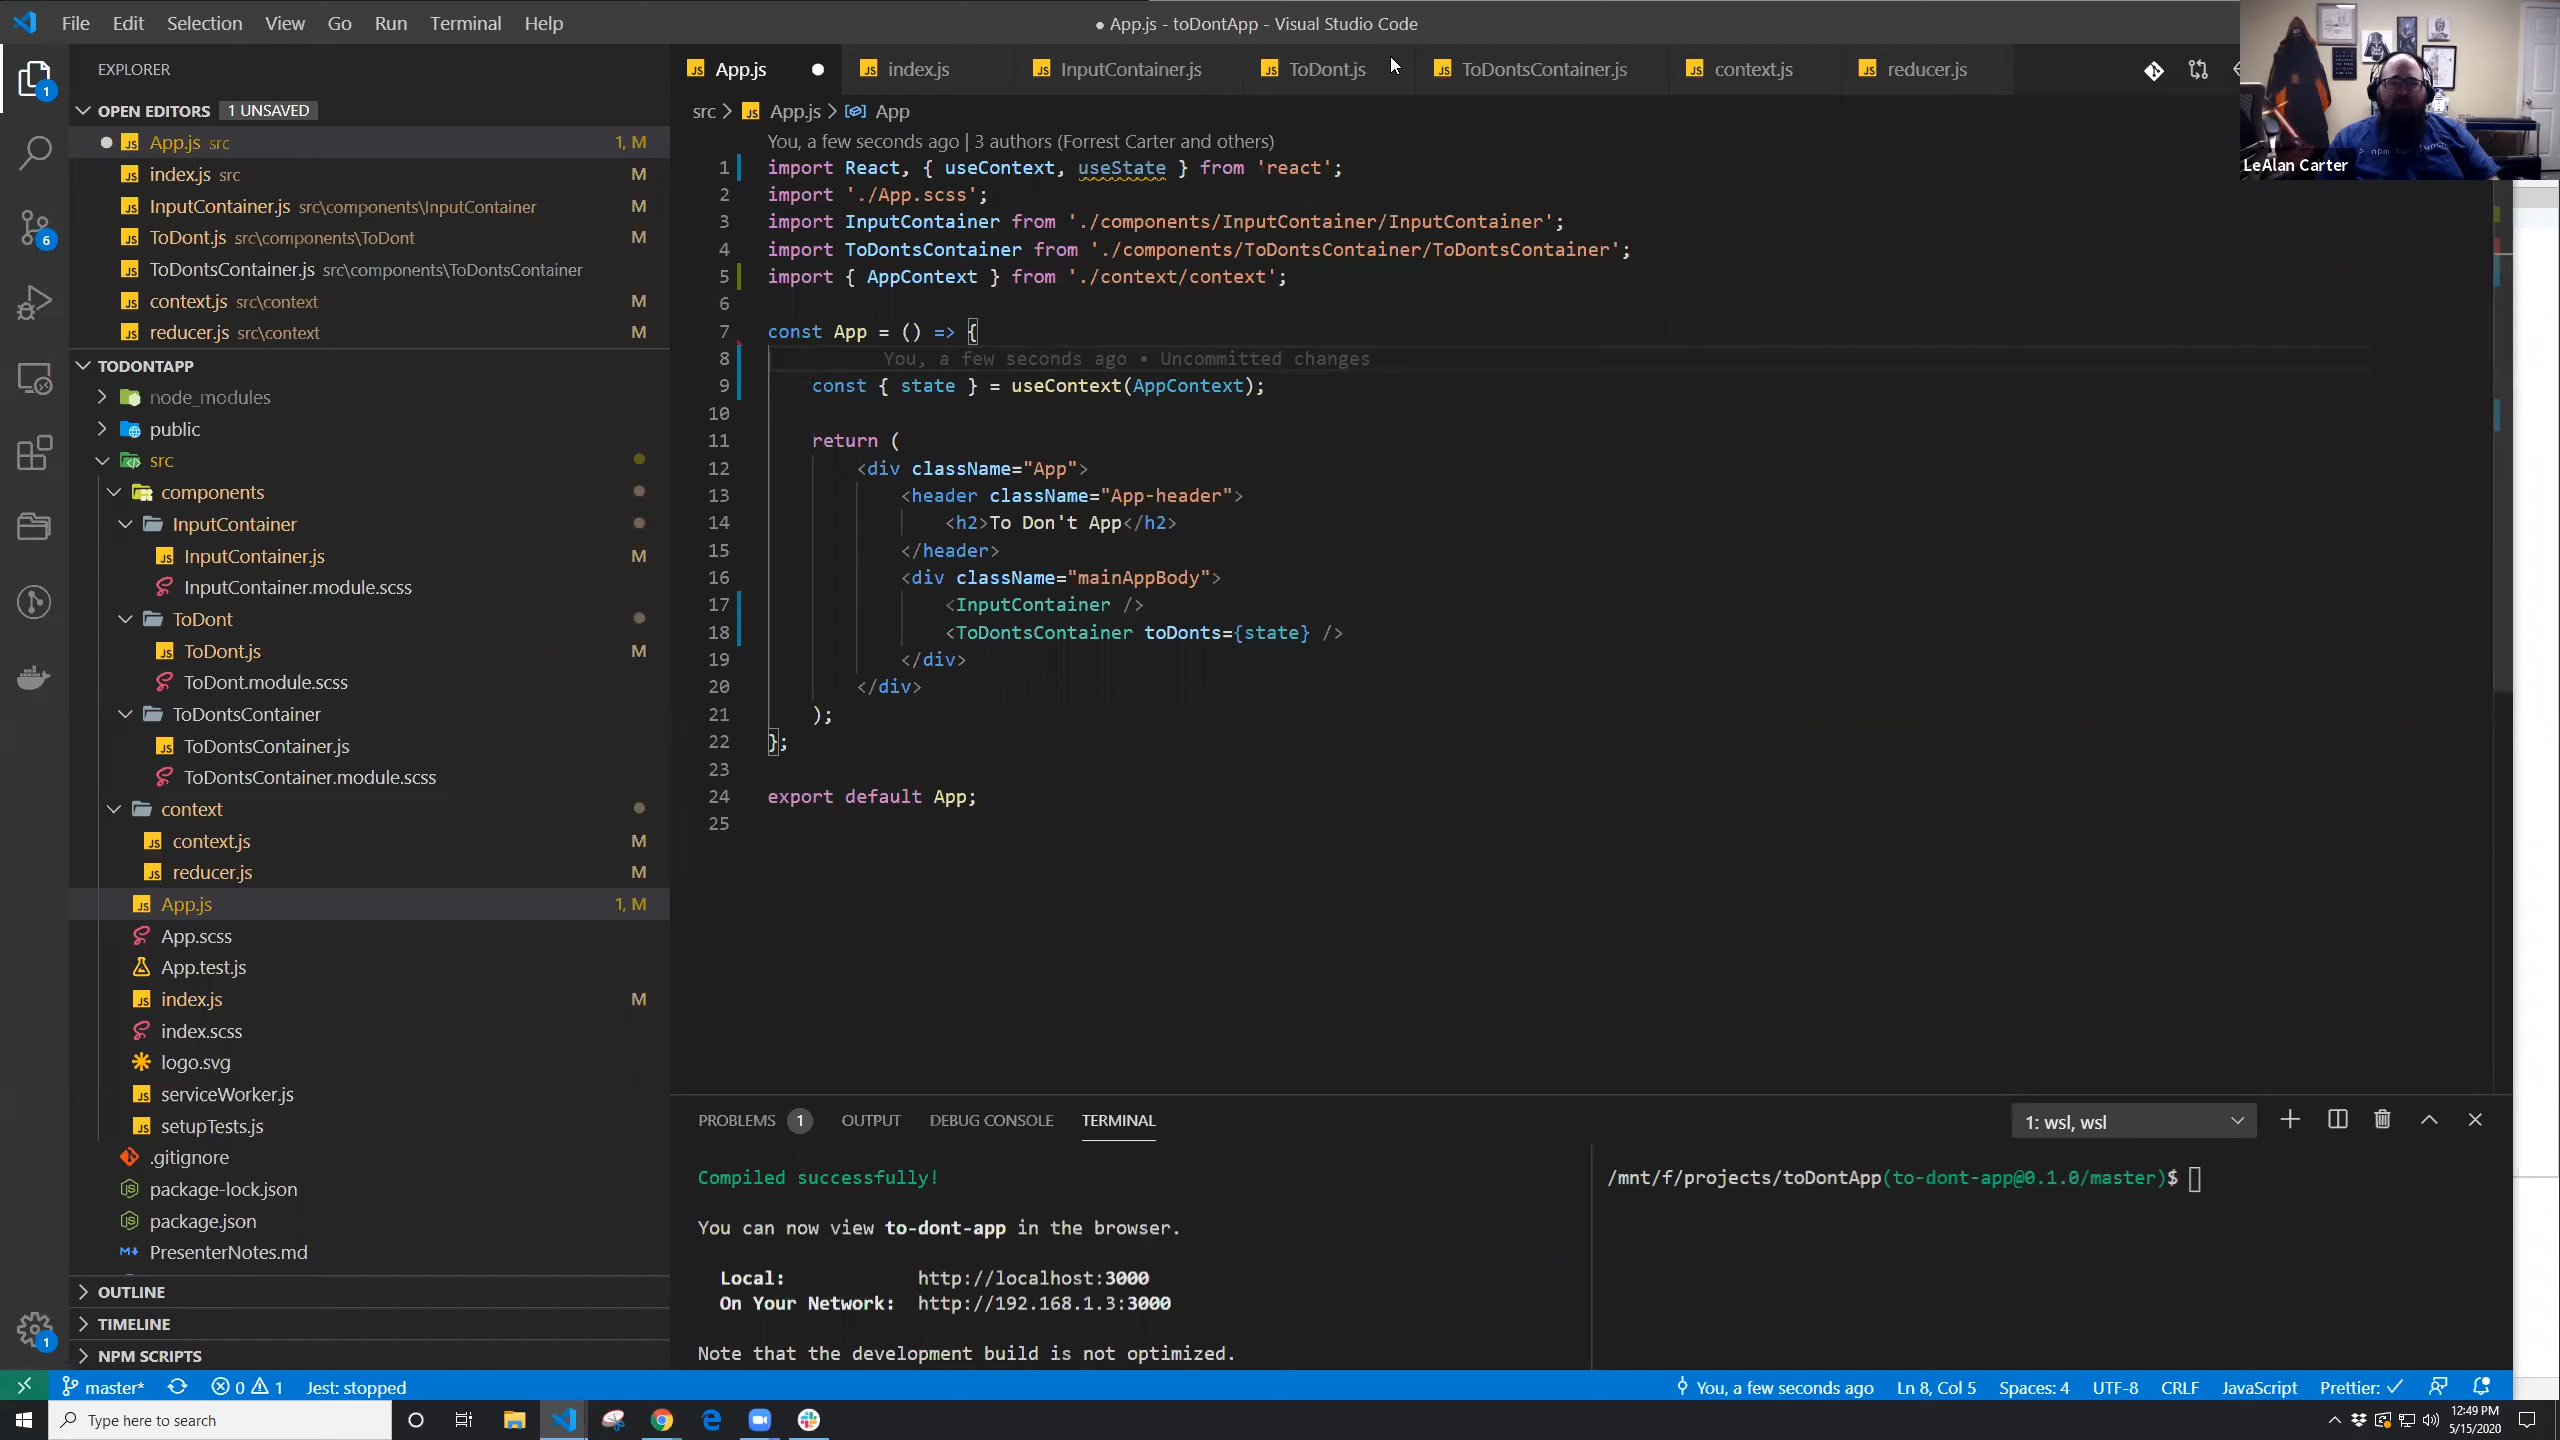 File Edit Selection View Go Run Terminal Help
● App.js - toDontApp - Visual Studio Code
EXPLORER
OPEN EDITORS 1 UNSAVED
App.js src 1, M
index.js src M
InputContainer.js src\components\InputContainer M
ToDont.js src\components\ToDont M
ToDontsContainer.js src\components\ToDontsContainer
context.js src\context M
reducer.js src\context M
TODONTAPP
node_modules
public
src
components
InputContainer
InputContainer.js M
InputContainer.module.scss
ToDont
ToDont.js M
ToDont.module.scss
ToDontsContainer
ToDontsContainer.js
ToDontsContainer.module.scss
context
context.js M
reducer.js M
App.js 1, M
App.scss
App.test.js
index.js M
index.scss
logo.svg
serviceWorker.js
setupTests.js
.gitignore
package-lock.json
package.json
PresenterNotes.md
OUTLINE
TIMELINE
NPM SCRIPTS
1
6
1
App.js index.js InputContainer.js ToDont.js ToDontsContainer.js context.js reducer.js
src > App.js > App
You, a few seconds ago | 3 authors (Forrest Carter and others)
1 import React, { useContext, useState } from 'react';
2 import './App.scss';
3 import InputContainer from './components/InputContainer/InputContainer';
4 import ToDontsContainer from './components/ToDontsContainer/ToDontsContainer';
5 import { AppContext } from './context/context';
6
7 const App = () => {
8 You, a few seconds ago • Uncommitted changes
9 const { state } = useContext(AppContext);
10
11 return (
12 <div className="App">
13 <header className="App-header">
14 <h2>To Don't App</h2>
15 </header>
16 <div className="mainAppBody">
17 <InputContainer />
18 <ToDontsContainer toDonts={state} />
19 </div>
20 </div>
21 );
22 };
23
24 export default App;
25
LeAlan Carter
PROBLEMS 1 OUTPUT DEBUG CONSOLE TERMINAL
1: wsl, wsl
Compiled successfully!
You can now view to-dont-app in the browser.
Local: http://localhost:3000
On Your Network: http://192.168.1.3:3000
Note that the development build is not optimized.
/mnt/f/projects/toDontApp(to-dont-app@0.1.0/master)$
master* 0 1 Jest: stopped
You, a few seconds ago Ln 8, Col 5 Spaces: 4 UTF-8 CRLF JavaScript Prettier: ✓
Type here to search
12:49 PM
5/15/2020